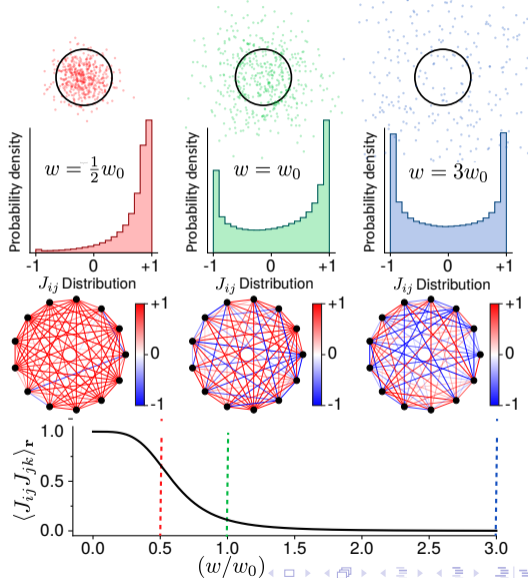 Probability density
w = ½w₀
-1 0 +1
J_ij Distribution
Probability density
w = w₀
-1 0 +1
J_ij Distribution
Probability density
w = 3w₀
-1 0 +1
J_ij Distribution
+1
0
-1
+1
0
-1
+1
0
-1
⟨J_ij J_jk⟩_r
1.0
0.5
0.0
0.0 0.5 1.0 1.5 2.0 2.5 3.0
(w/w₀)